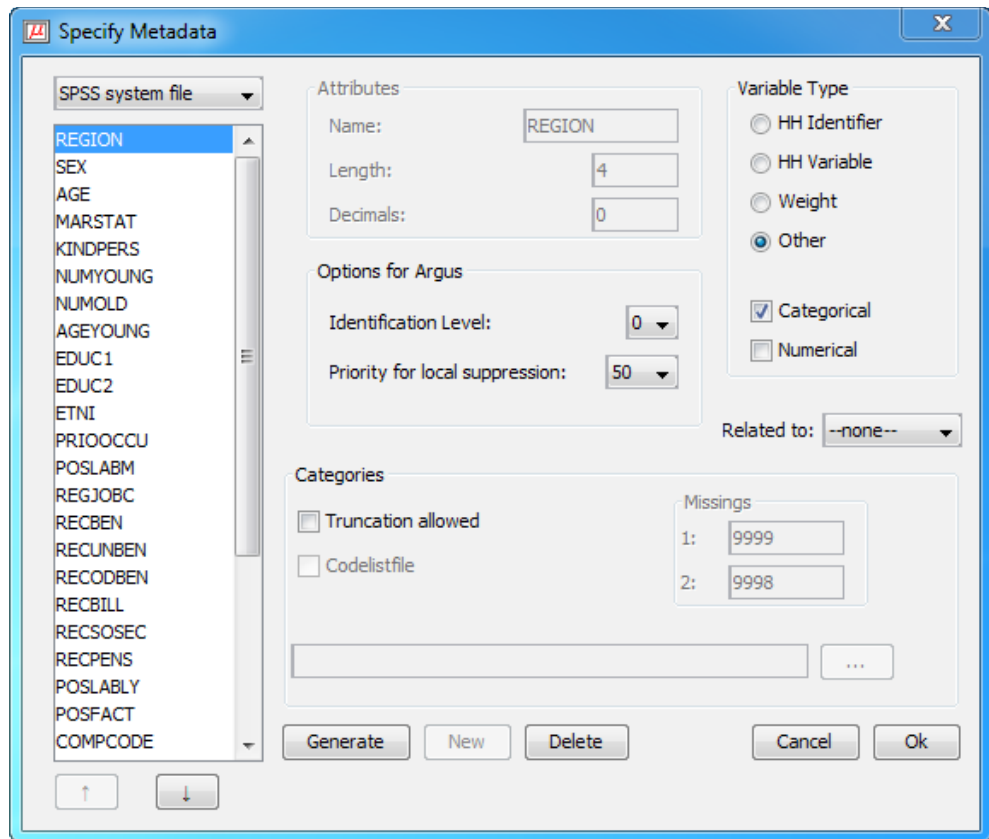 µ Specify Metadata X
SPSS system file
REGION
SEX
AGE
MARSTAT
KINDPERS
NUMYOUNG
NUMOLD
AGEYOUNG
EDUC1
EDUC2
ETNI
PRIOOCCU
POSLABM
REGJOBC
RECBEN
RECUNBEN
RECODBEN
RECBILL
RECSOSEC
RECPENS
POSLABLY
POSFACT
COMPCODE
↑ ↓
Attributes
Name: REGION
Length: 4
Decimals: 0
Options for Argus
Identification Level: 0
Priority for local suppression: 50
Variable Type
HH Identifier
HH Variable
Weight
Other
Categorical
Numerical
Related to: --none--
Categories
Truncation allowed
Codelistfile
Missings
1: 9999
2: 9998
...
Generate New Delete Cancel Ok